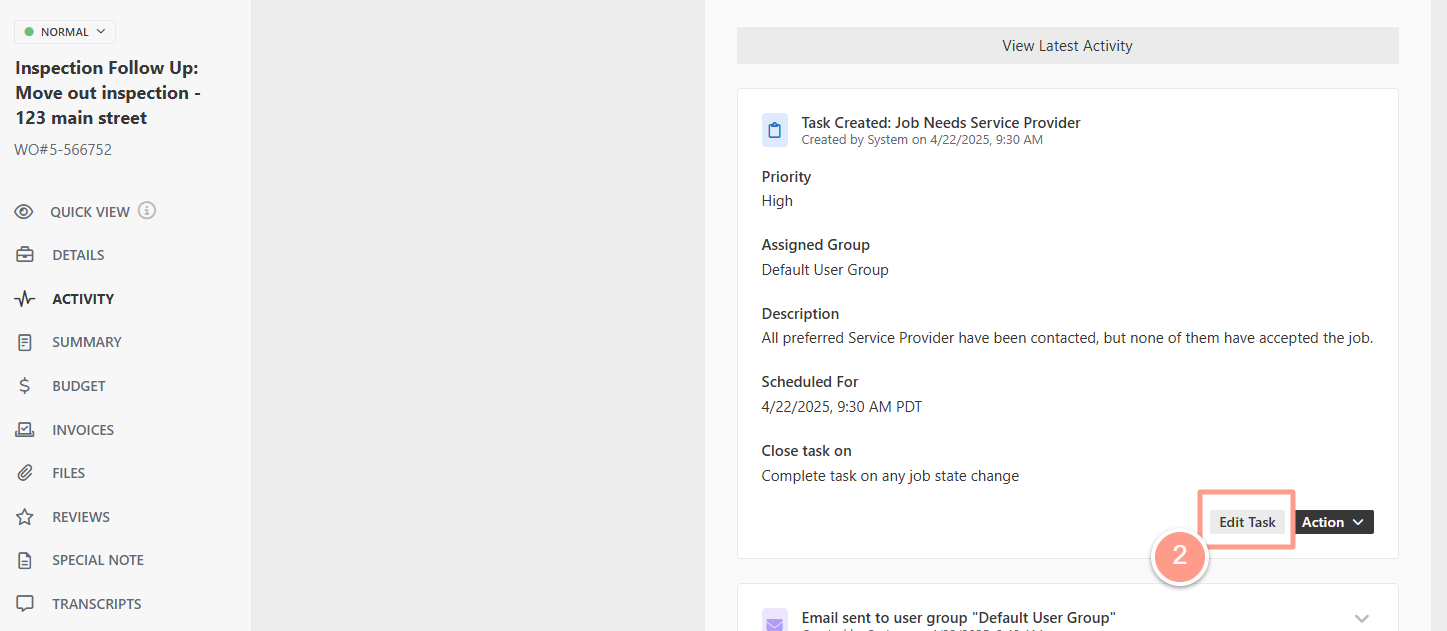 NORMAL
Inspection Follow Up:
Move out inspection -
123 main street
WO#5-566752
QUICK VIEW
DETAILS
ACTIVITY
SUMMARY
BUDGET
INVOICES
FILES
REVIEWS
SPECIAL NOTE
TRANSCRIPTS
View Latest Activity
Task Created: Job Needs Service Provider
Created by System on 4/22/2025, 9:30 AM
Priority
High
Assigned Group
Default User Group
Description
All preferred Service Provider have been contacted, but none of them have accepted the job.
Scheduled For
4/22/2025, 9:30 AM PDT
Close task on
Complete task on any job state change
Edit Task
Action
2
Email sent to user group "Default User Group"